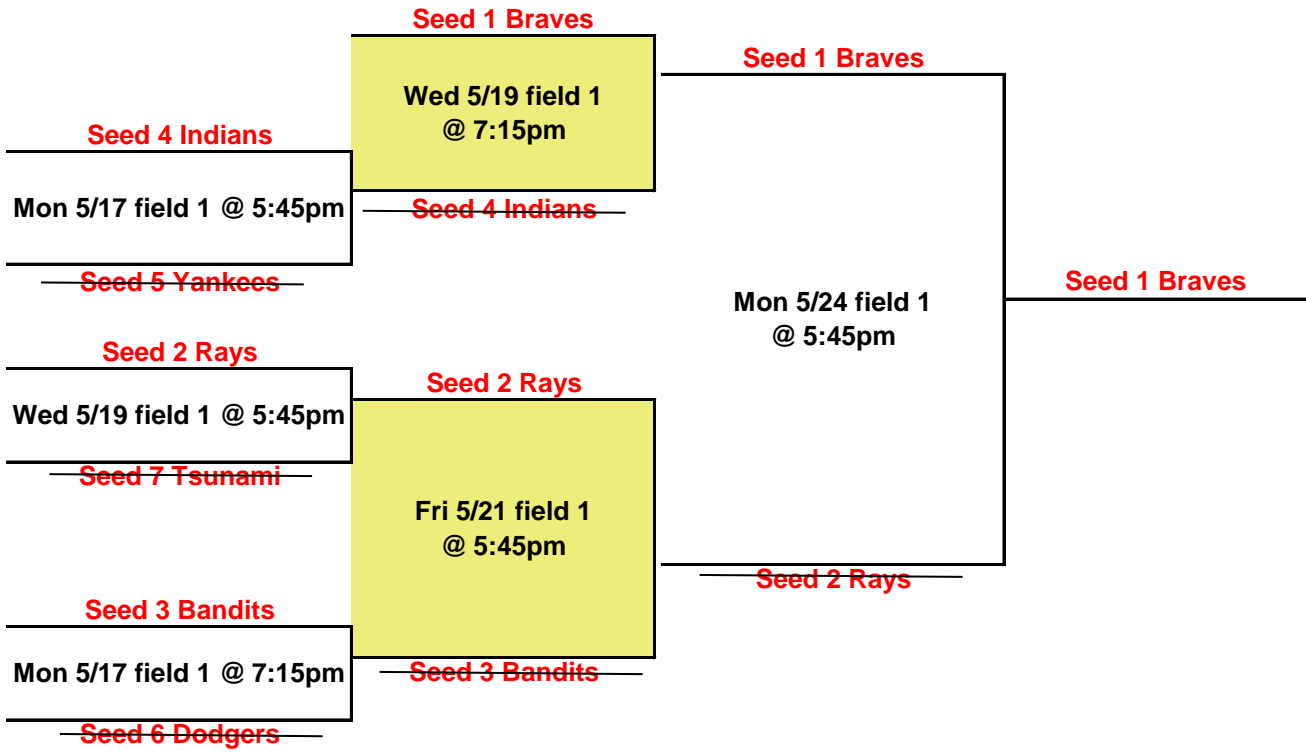 Seed 1 Braves
Seed 1 Braves
Wed 5/19 field 1
@ 7:15pm
Seed 4 Indians
Mon 5/17 field 1 @ 5:45pm
Seed 4 Indians
Seed 5 Yankees
Seed 1 Braves
Mon 5/24 field 1
@ 5:45pm
Seed 2 Rays
Seed 2 Rays
Wed 5/19 field 1 @ 5:45pm
Seed 7 Tsunami
Fri 5/21 field 1
@ 5:45pm
Seed 2 Rays
Seed 3 Bandits
Mon 5/17 field 1 @ 7:15pm
Seed 3 Bandits
Seed 6 Dodgers